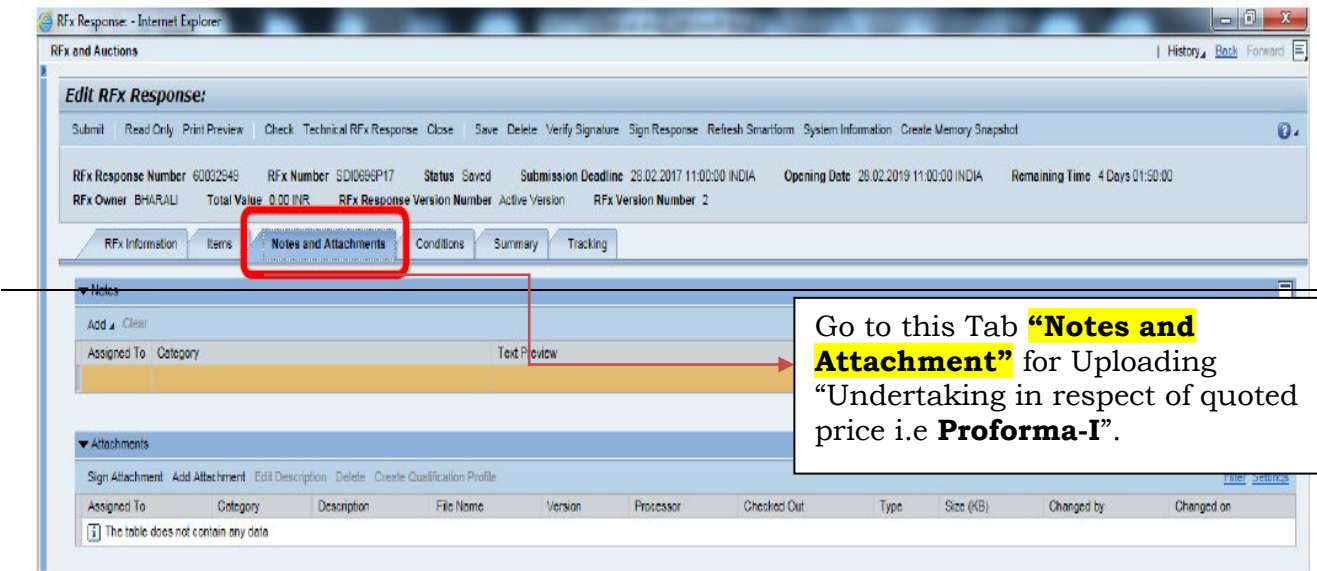 RFx Response: - Internet Explorer
RFx and Auctions
History Back Forward
Edit RFx Response:
Submit Read Only Print Preview Check Technical RFx Response Close Save Delete Verify Signature Sign Response Refresh Smartform System Information Create Memory Snapshot
RFx Response Number 60032949 RFx Number SDI0696P17 Status Saved Submission Deadline 28.02.2017 11:00:00 INDIA Opening Date 28.02.2019 11:00:00 INDIA Remaining Time 4 Days 01:50:00
RFx Owner BHARALI Total Value 0.00 INR RFx Response Version Number Active Version RFx Version Number 2
RFx Information Items Notes and Attachments Conditions Summary Tracking
Notes
Add Clear
Assigned To Category Text Preview
Go to this Tab “Notes and
Attachment” for Uploading
“Undertaking in respect of quoted
price i.e Proforma-I”.
Attachments
Sign Attachment Add Attachment Edit Description Delete Create Qualification Profile
Filter Settings
Assigned To Category Description File Name Version Processor Checked Out Type Size (KB) Changed by Changed on
The table does not contain any data